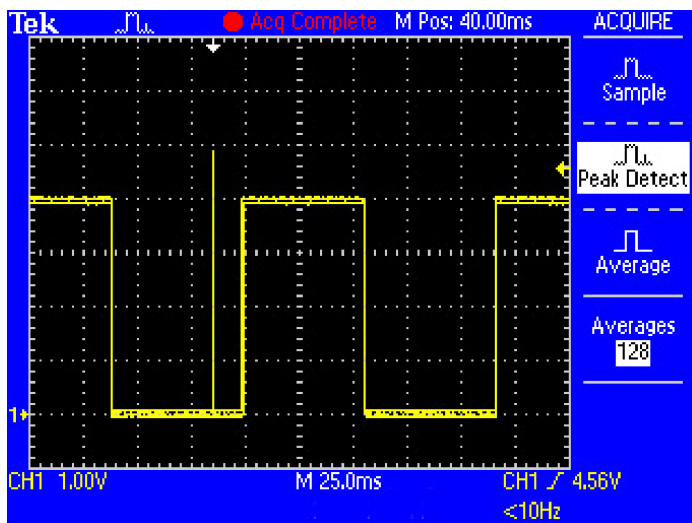 Tek Acq Complete M Pos: 40.00ms ACQUIRE
Sample
Peak Detect
Average
Averages
128
1
CH1 1.00V M 25.0ms CH1 4.56V
<10Hz